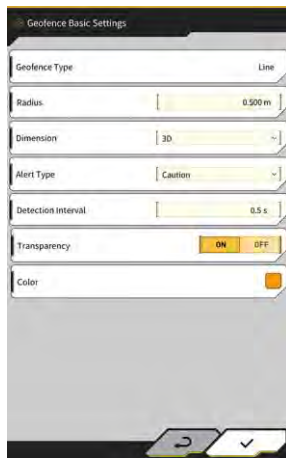 Geofence Basic Settings
Geofence Type Line
Radius 0.500 m
Dimension 3D
Alert Type Caution
Detection Interval 0.5 s
Transparency ON OFF
Color